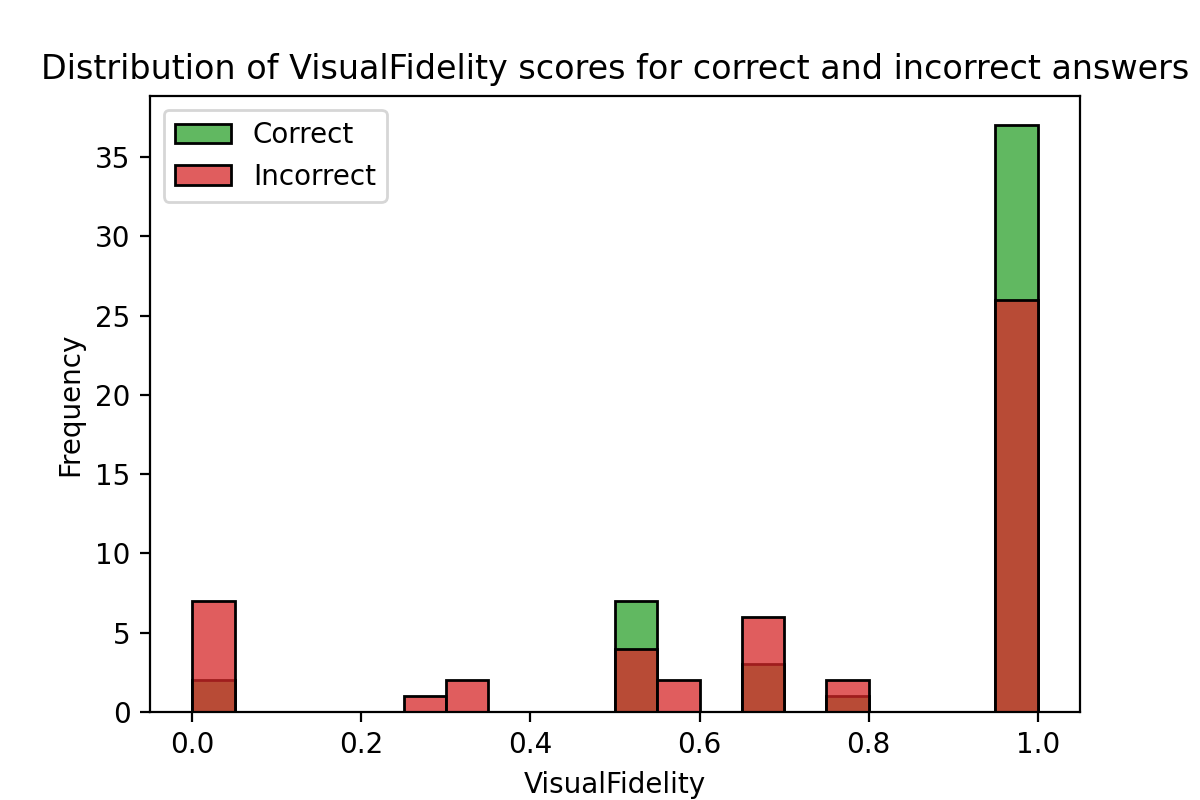 Distribution of VisualFidelity scores for correct and incorrect answers
Correct
Incorrect
35
30
25
20
15
10
5
0
Frequency
0.0 0.2 0.4 0.6 0.8 1.0
VisualFidelity